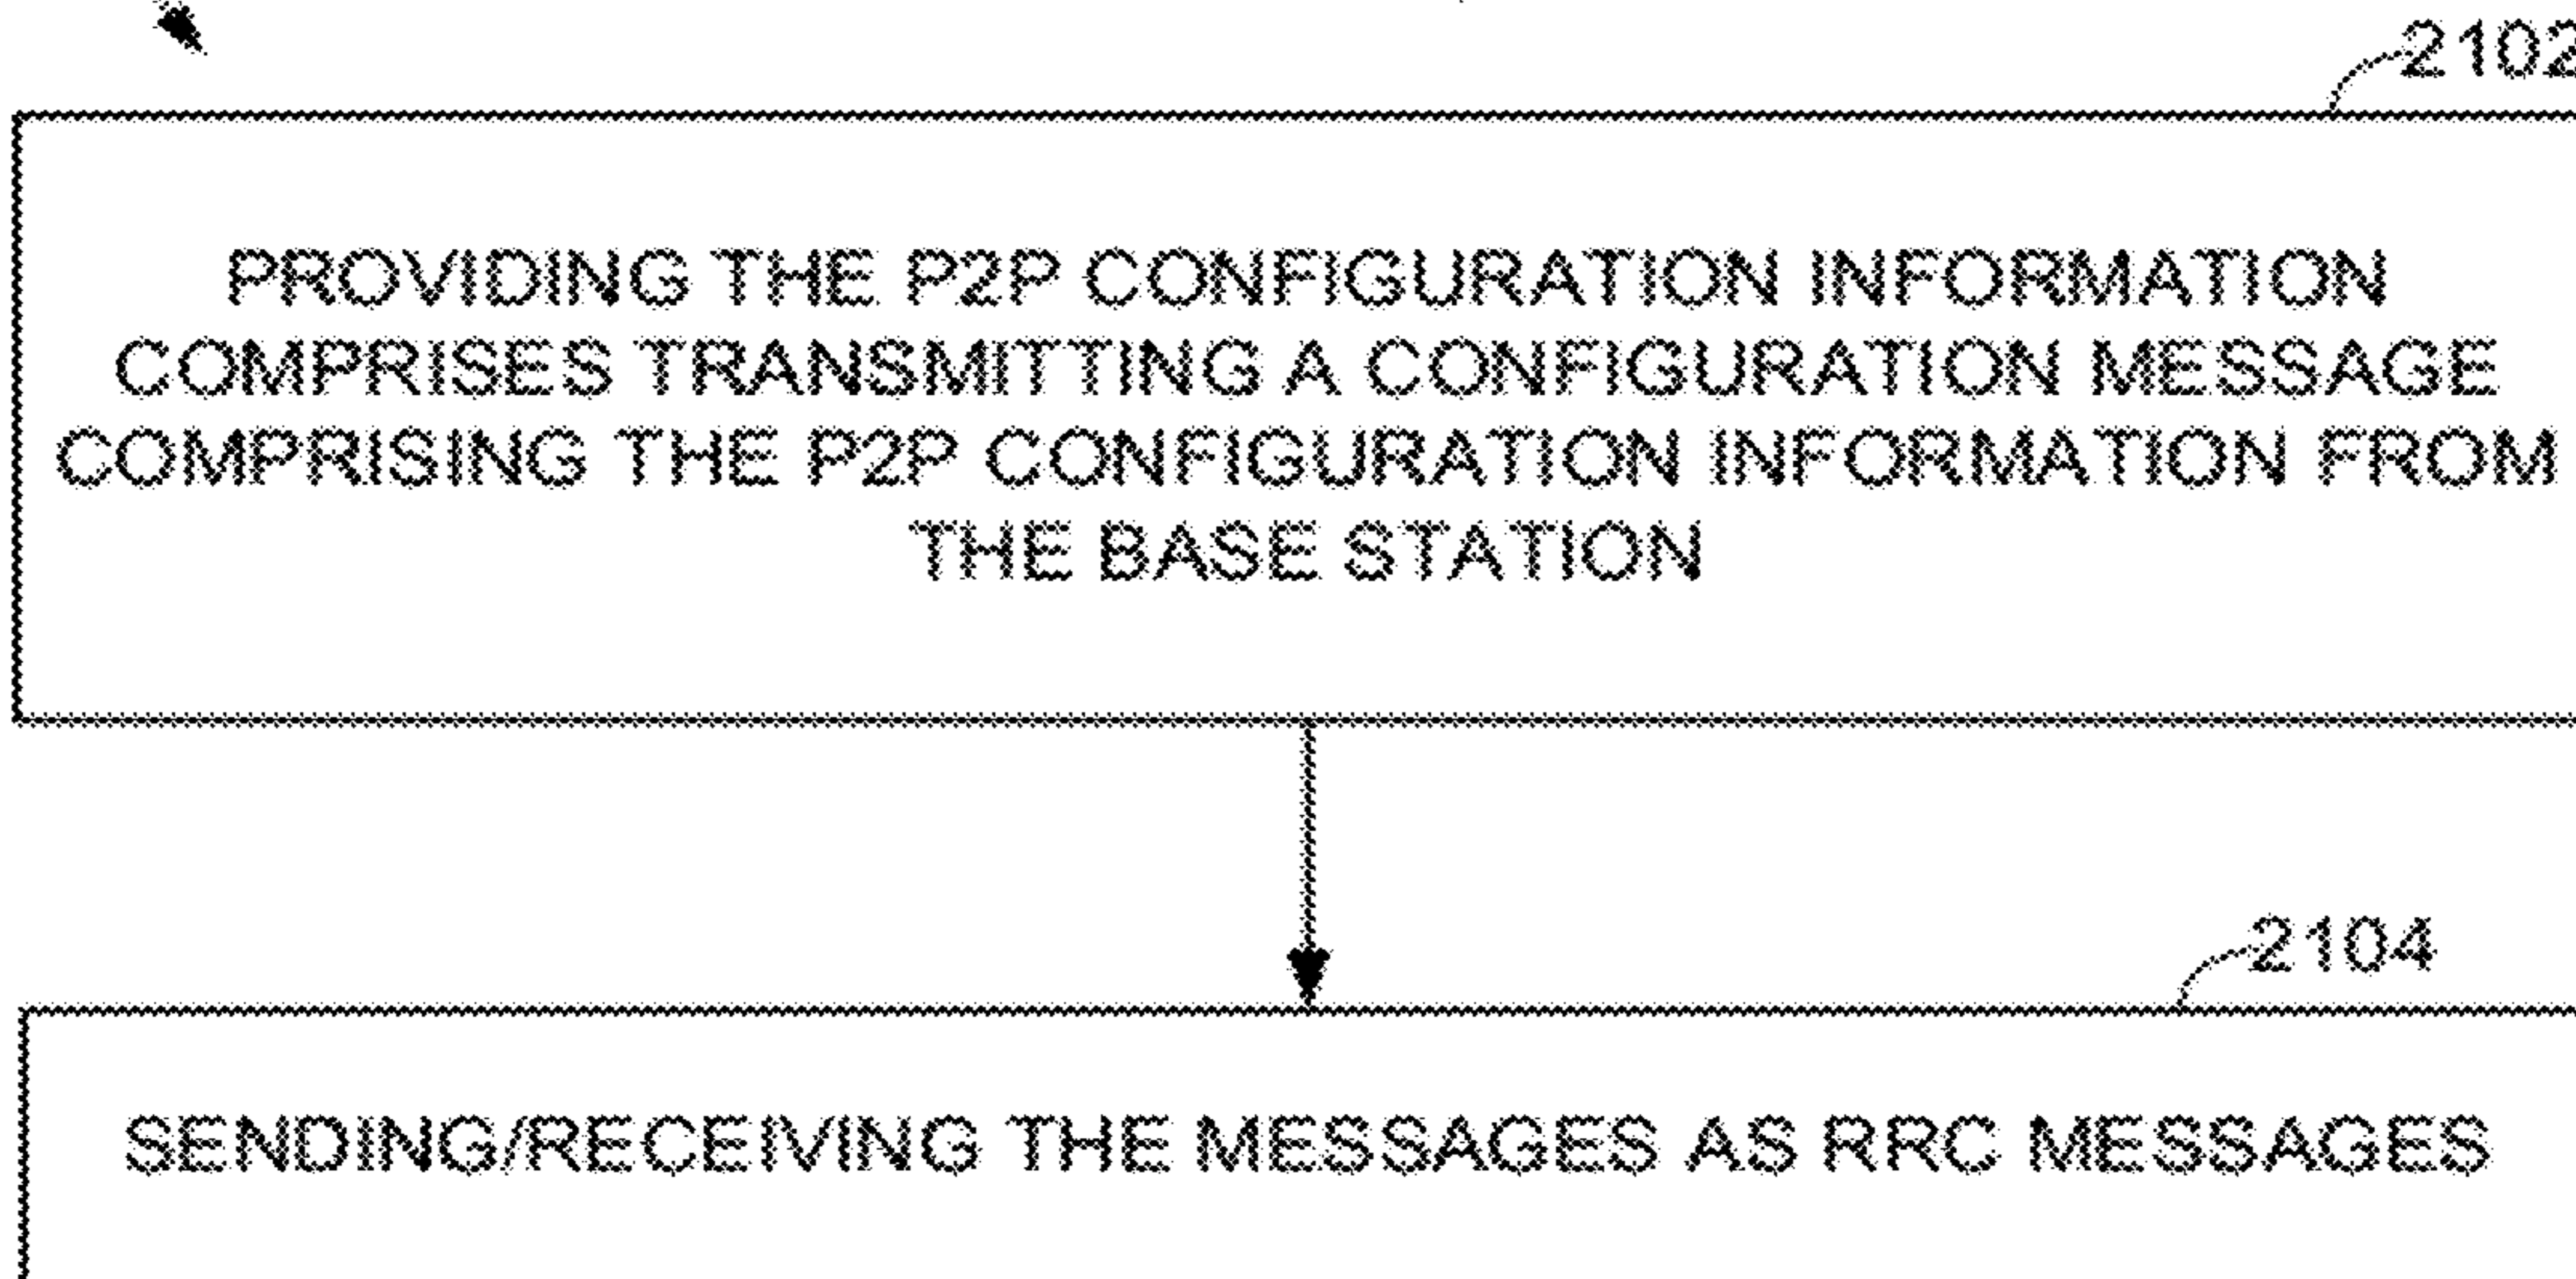 2102
PROVIDING THE P2P CONFIGURATION INFORMATION
COMPRISES TRANSMITTING A CONFIGURATION MESSAGE
COMPRISING THE P2P CONFIGURATION INFORMATION FROM
THE BASE STATION
2104
SENDING/RECEIVING THE MESSAGES AS RRC MESSAGES